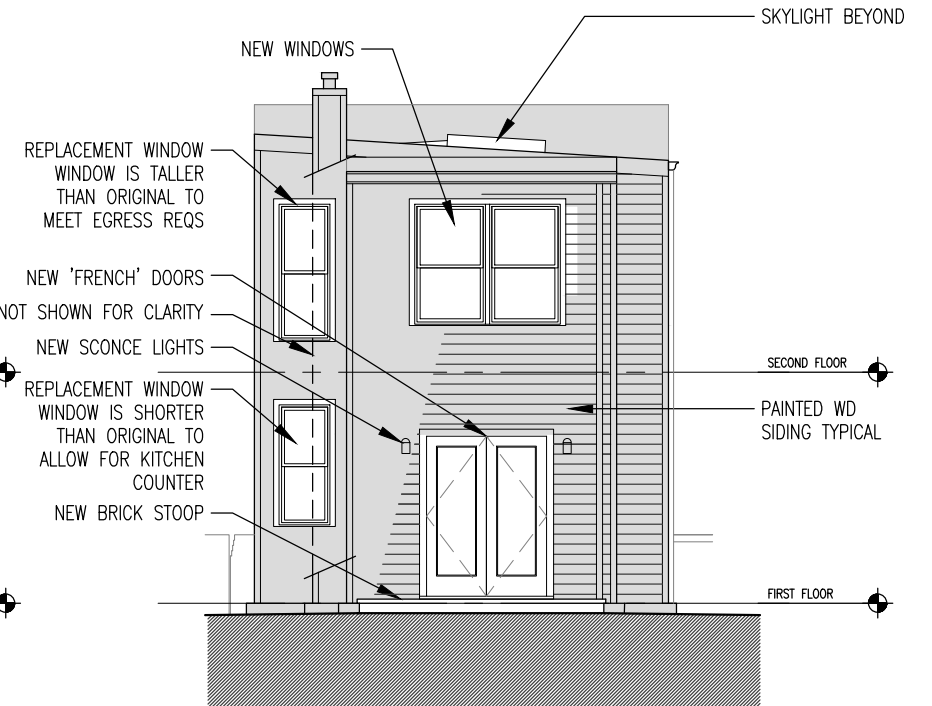 SKYLIGHT BEYOND
NEW WINDOWS
REPLACEMENT WINDOW
WINDOW IS TALLER
THAN ORIGINAL TO
MEET EGRESS REQS
NEW 'FRENCH' DOORS
NOT SHOWN FOR CLARITY
NEW SCONCE LIGHTS
SECOND FLOOR
REPLACEMENT WINDOW
WINDOW IS SHORTER
THAN ORIGINAL TO
ALLOW FOR KITCHEN
COUNTER
PAINTED WD
SIDING TYPICAL
NEW BRICK STOOP
FIRST FLOOR